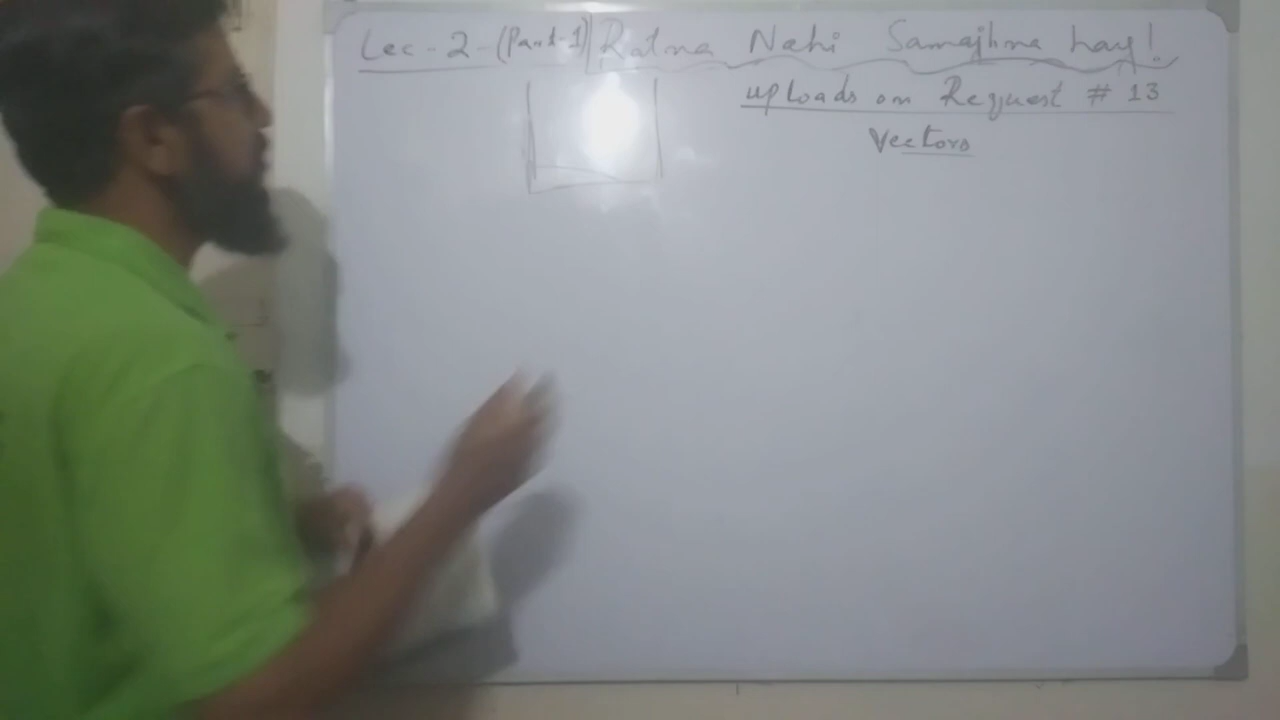 Lec - 2 - (Part-1) Ratna Nahi Samajhna hay!
uploads on Request # 13
Vectors